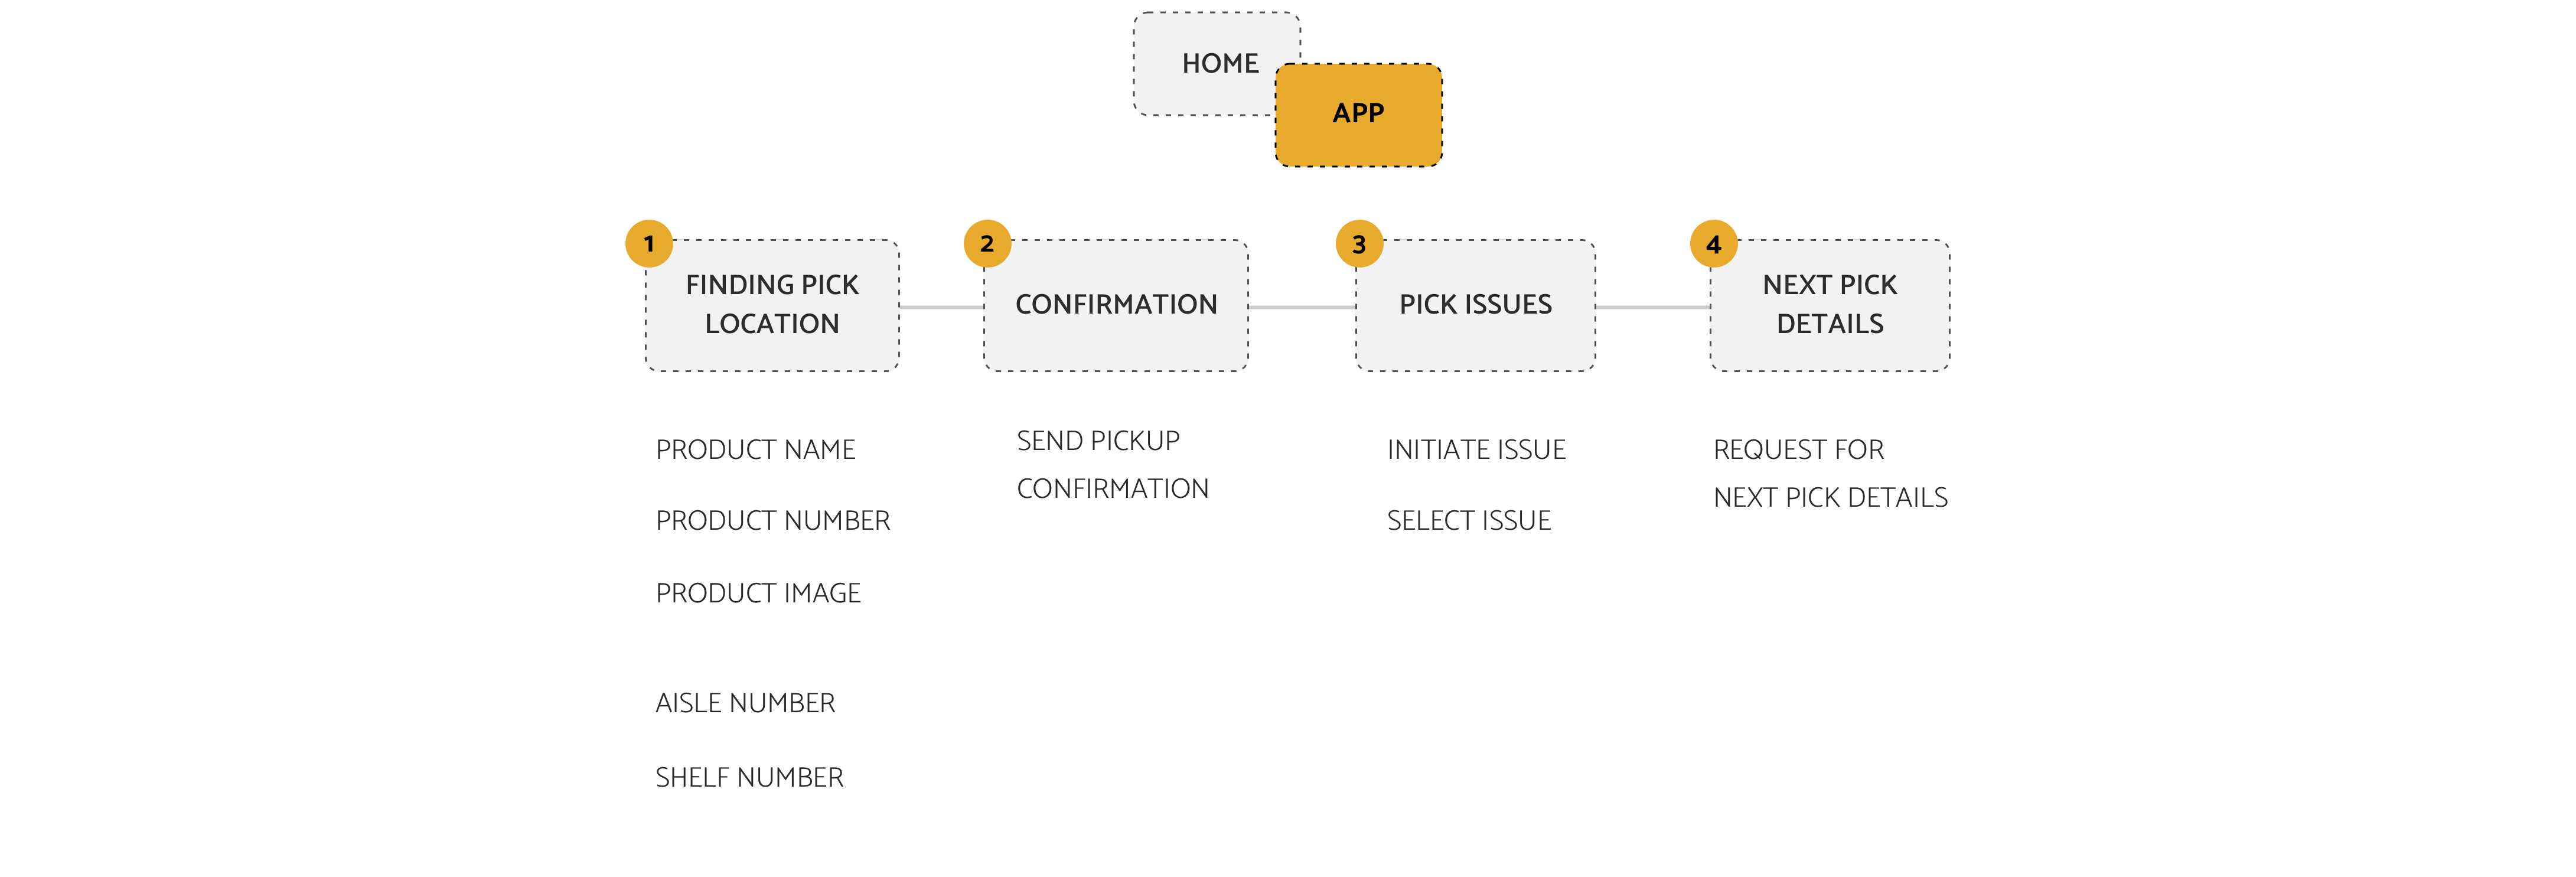 HOME
APP
1
FINDING PICK
LOCATION
2
CONFIRMATION
3
PICK ISSUES
4
NEXT PICK
DETAILS
PRODUCT NAME
PRODUCT NUMBER
PRODUCT IMAGE
AISLE NUMBER
SHELF NUMBER
SEND PICKUP
CONFIRMATION
INITIATE ISSUE
SELECT ISSUE
REQUEST FOR
NEXT PICK DETAILS